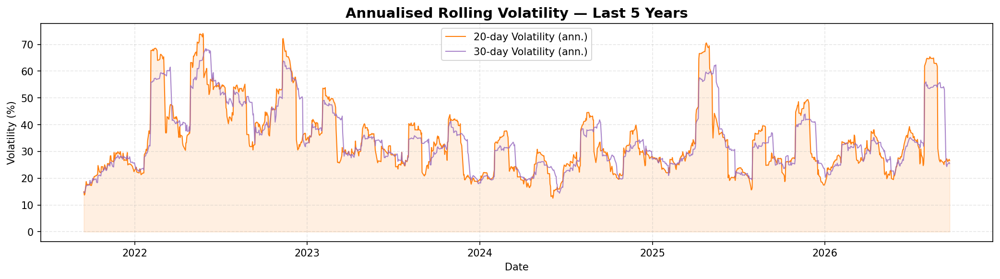 Annualised Rolling Volatility — Last 5 Years
20-day Volatility (ann.)
30-day Volatility (ann.)
Volatility (%)
70
60
50
40
30
20
10
0
2022 2023 2024 2025 2026
Date